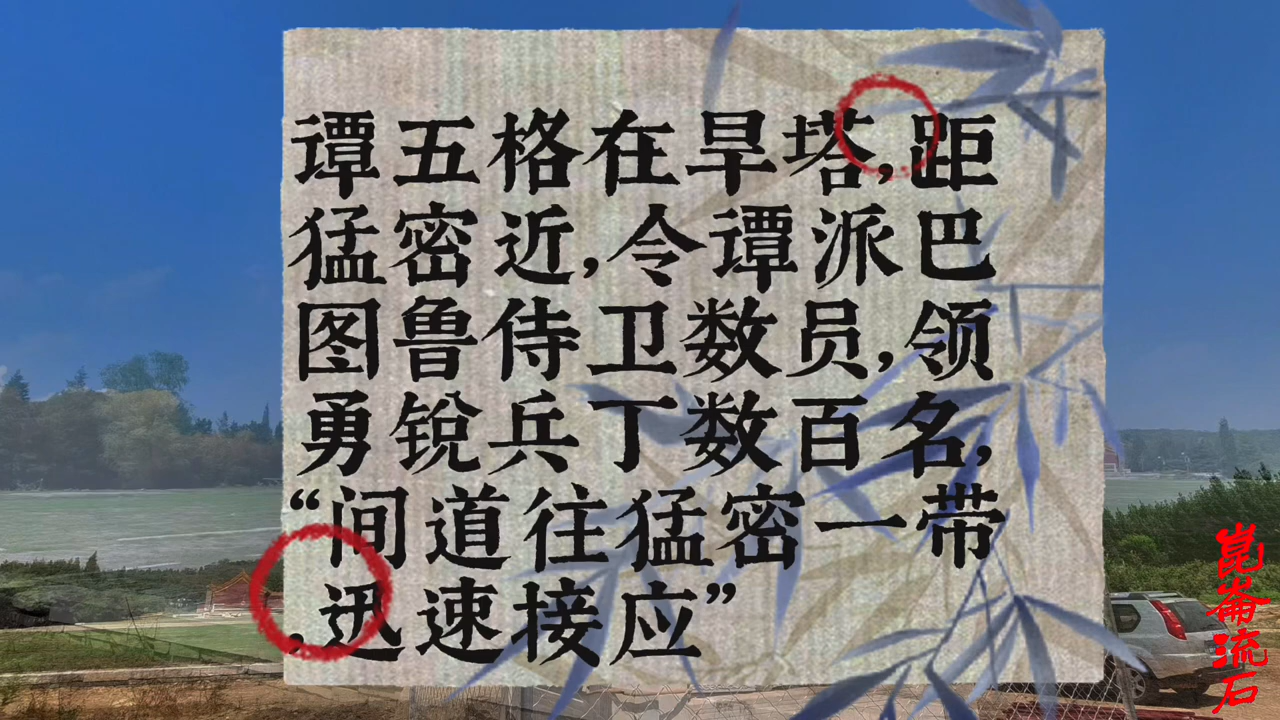 谭五格在旱塔,距
猛密近,令谭派巴
图鲁侍卫数员,领
勇锐兵丁数百名,
“间道往猛密一带
,迅速接应”
崑崙流石